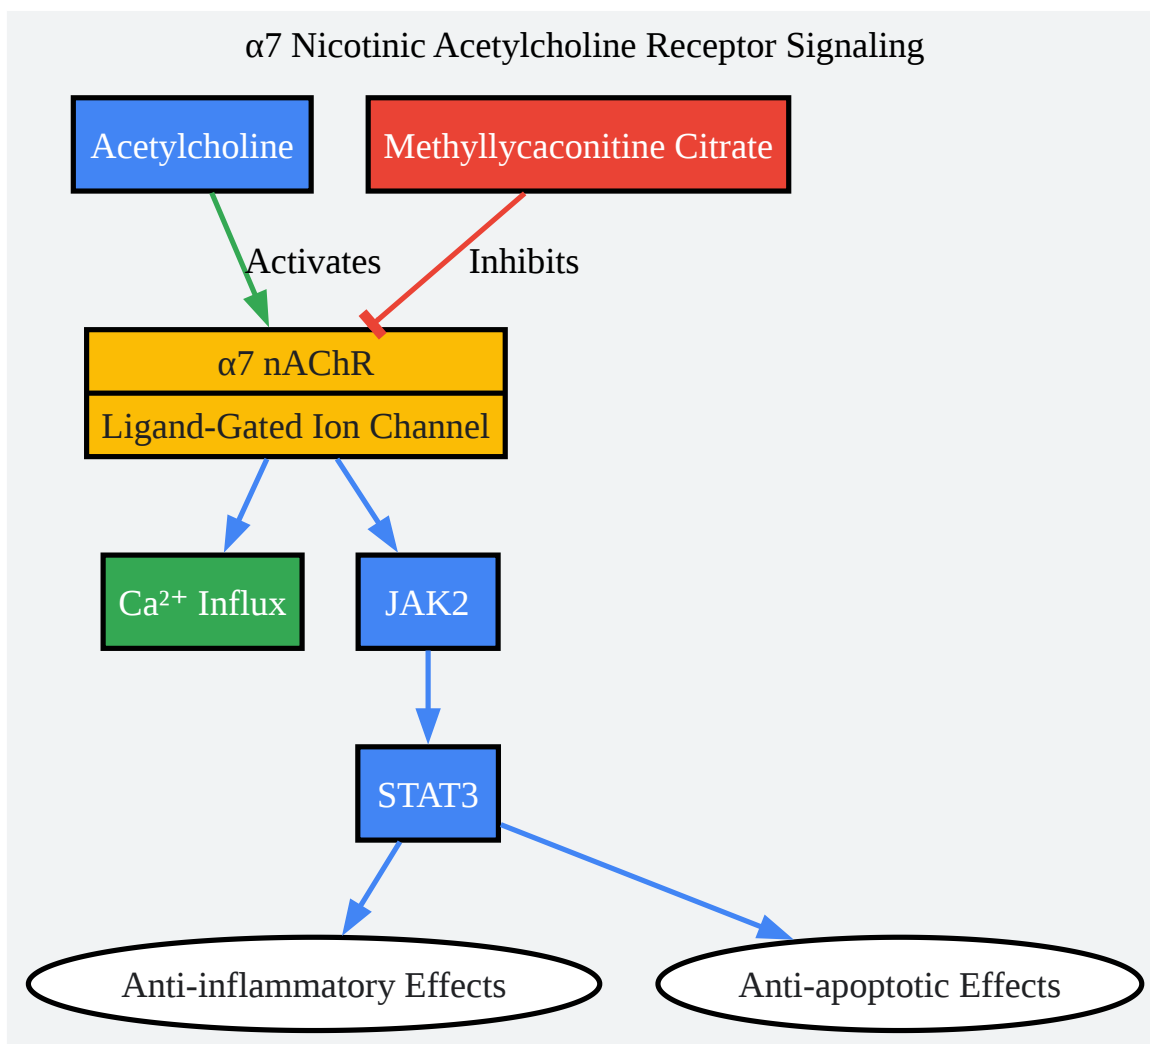 α7 Nicotinic Acetylcholine Receptor Signaling
Acetylcholine
Methyllycaconitine Citrate
Activates
Inhibits
α7 nAChR
Ligand-Gated Ion Channel
Ca²⁺ Influx
JAK2
STAT3
Anti-inflammatory Effects
Anti-apoptotic Effects